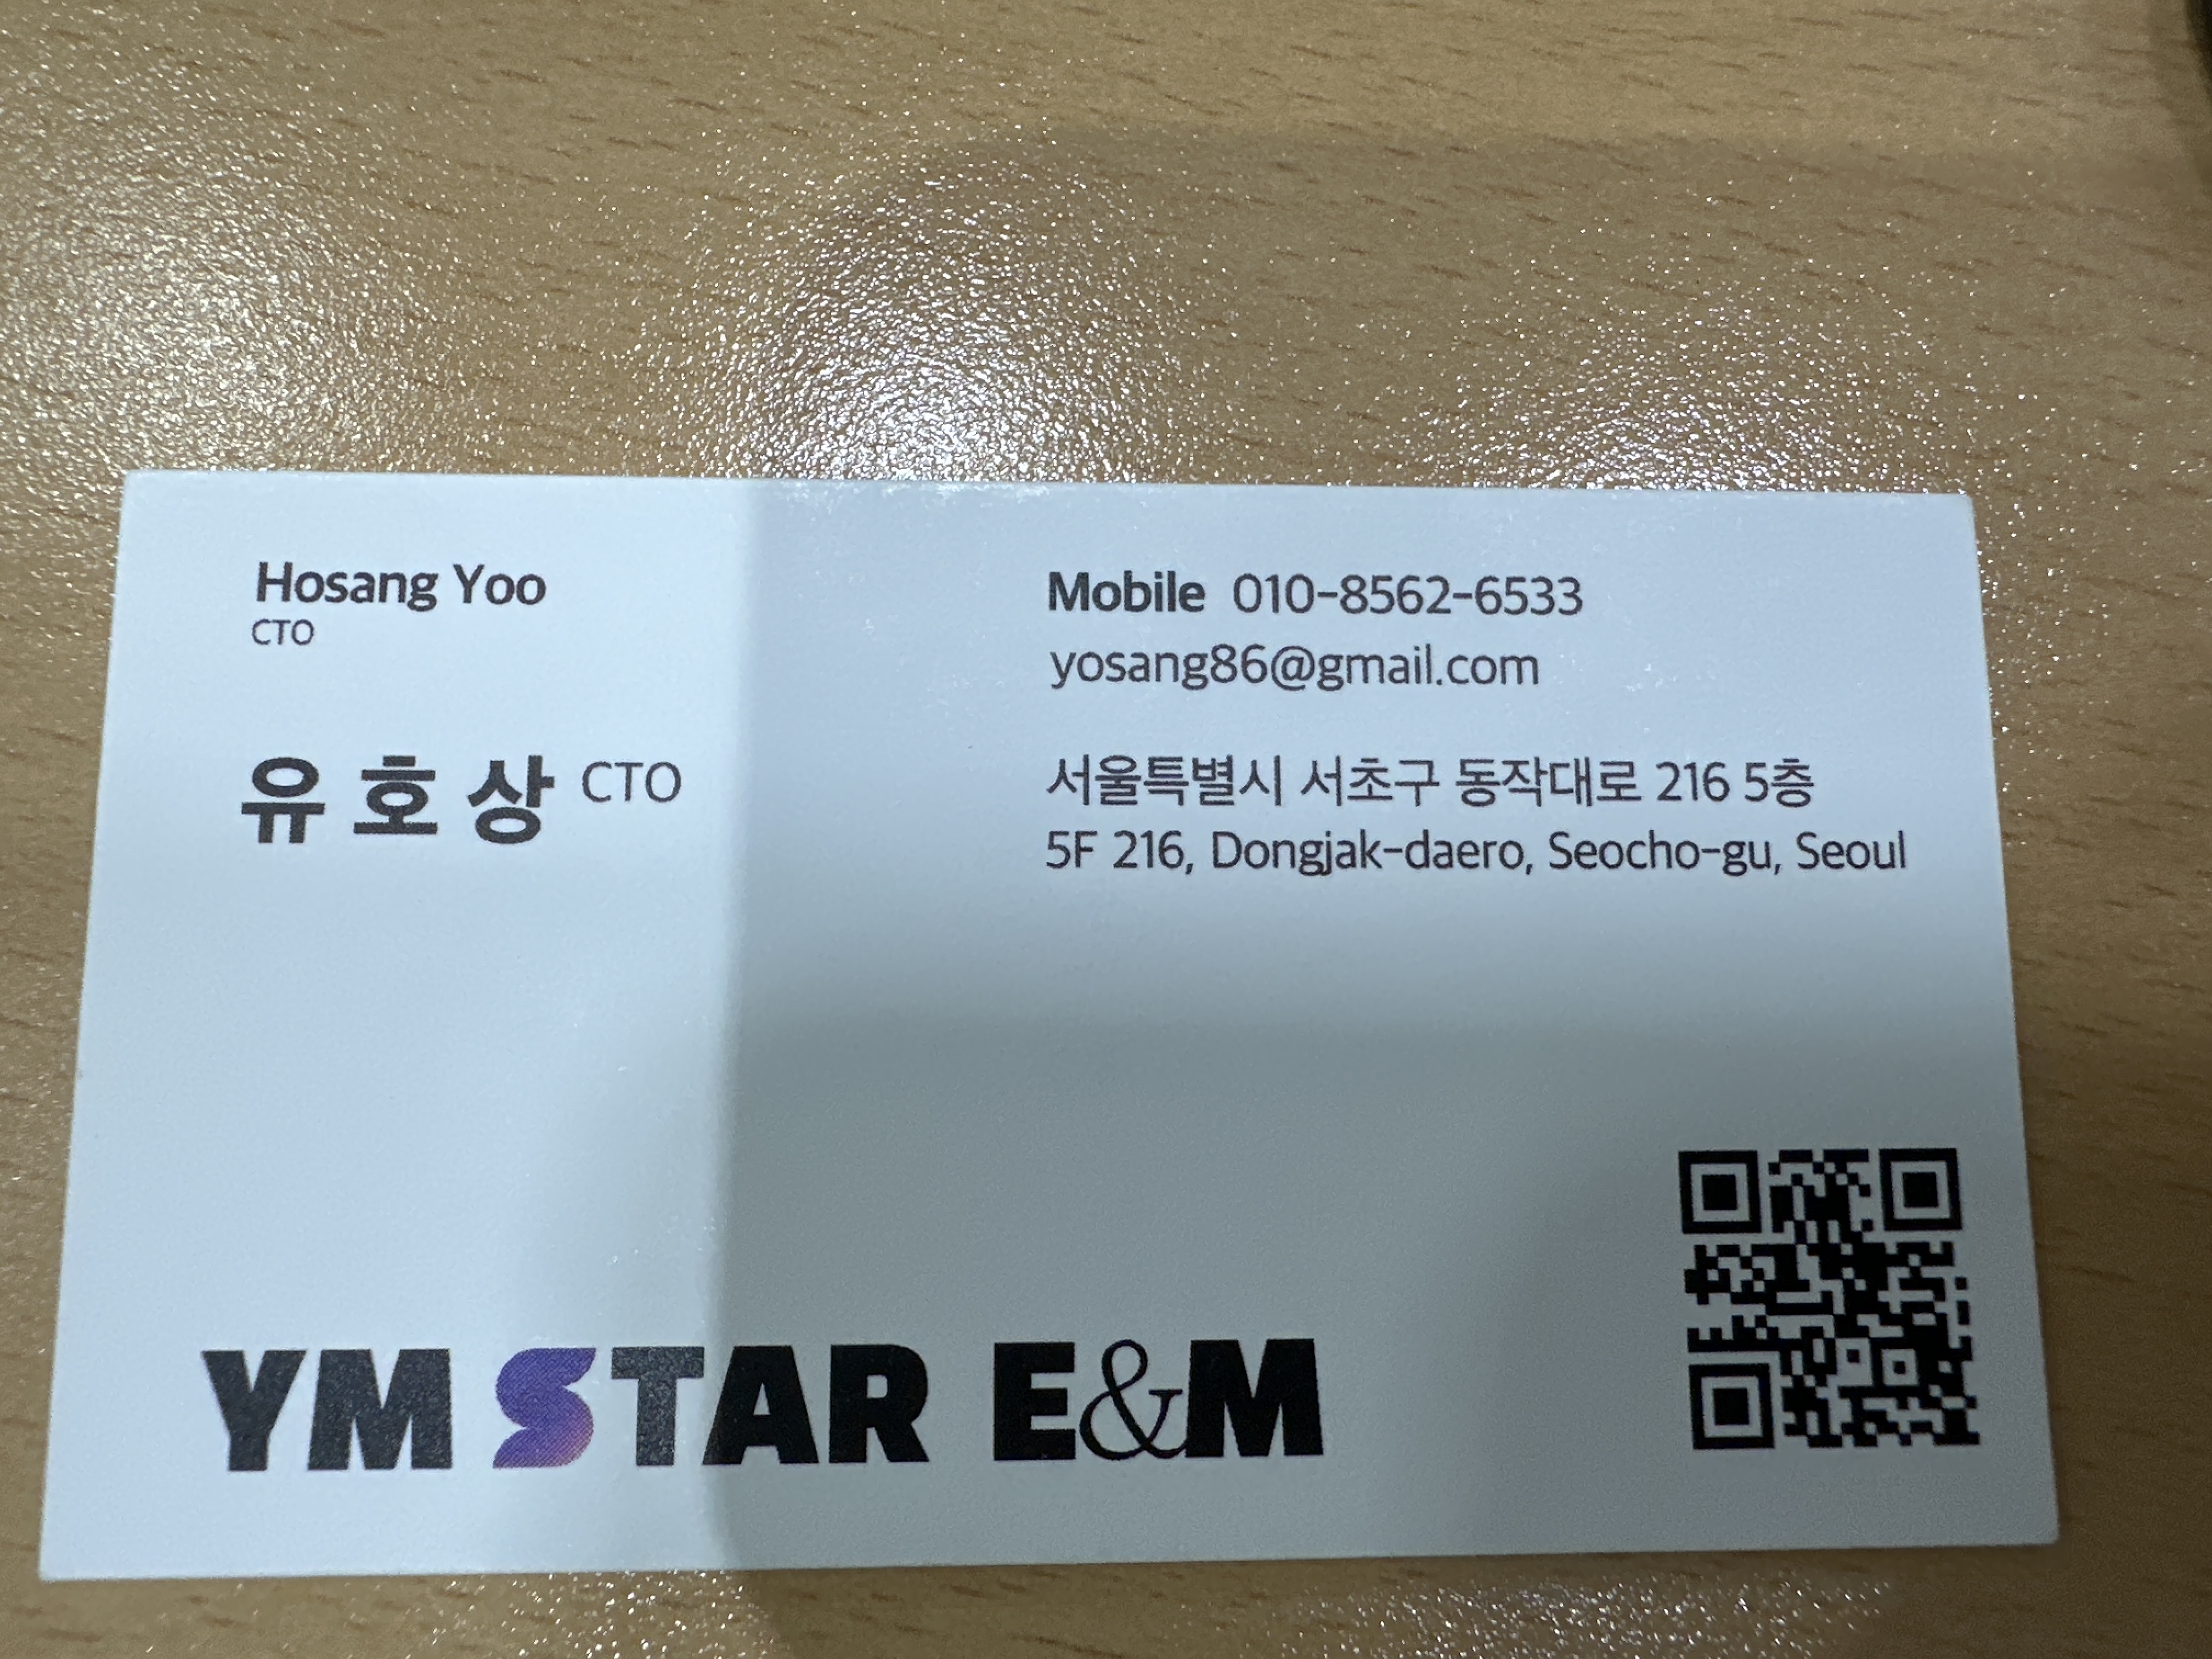 Hosang Yoo
CTO
유호상 CTO
Mobile 010-8562-6533
yosang86@gmail.com
서울특별시 서초구 동작대로 216 5층
5F 216, Dongjak-daero, Seocho-gu, Seoul
YM STAR E&M